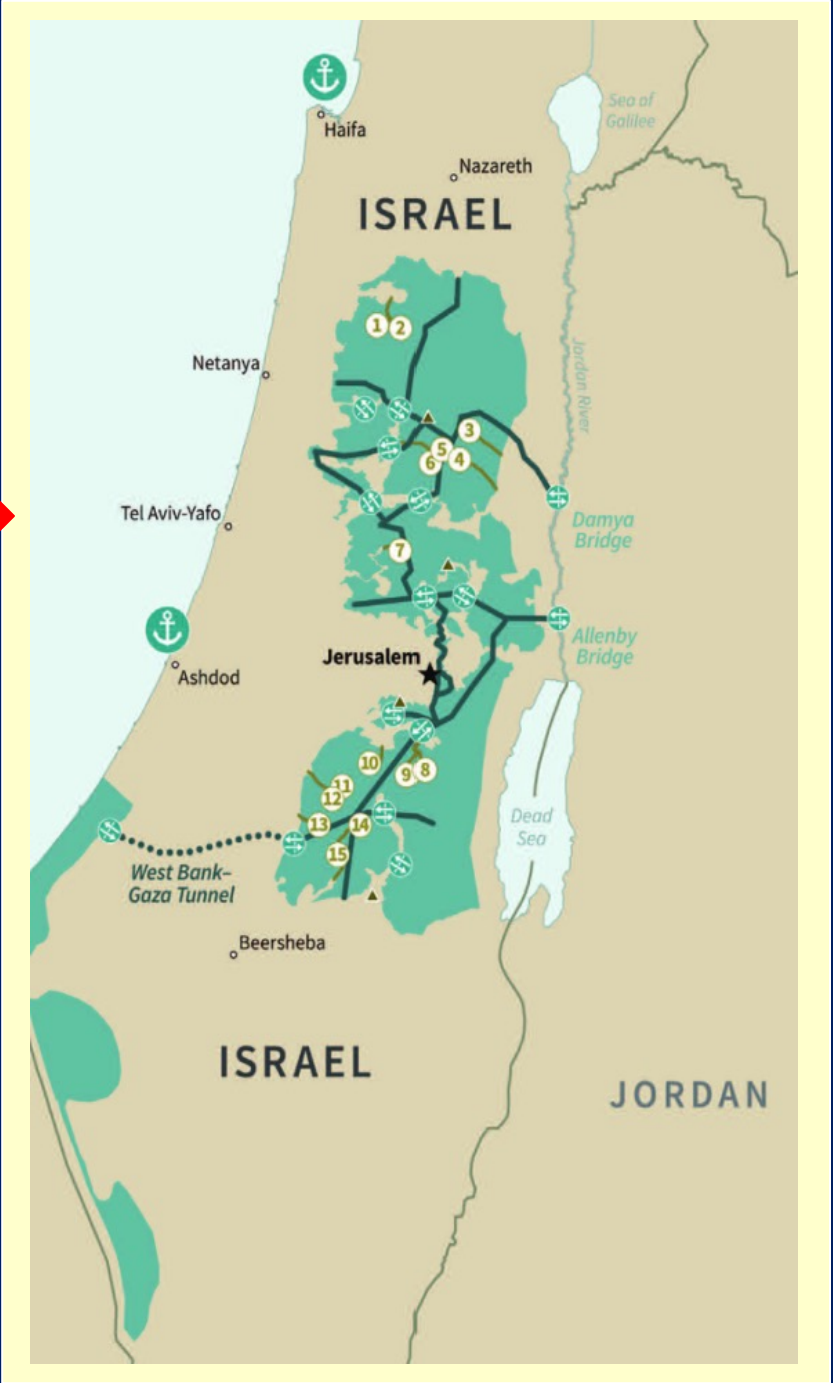 Haifa
Sea of
Galilee
Nazareth
ISRAEL
1
2
Jordan River
Netanya
3
5
6
4
Tel Aviv-Yafo
Damya
Bridge
7
Allenby
Bridge
Jerusalem
Ashdod
10
9
8
11
12
13
14
15
Dead
Sea
West Bank–
Gaza Tunnel
Beersheba
ISRAEL
JORDAN